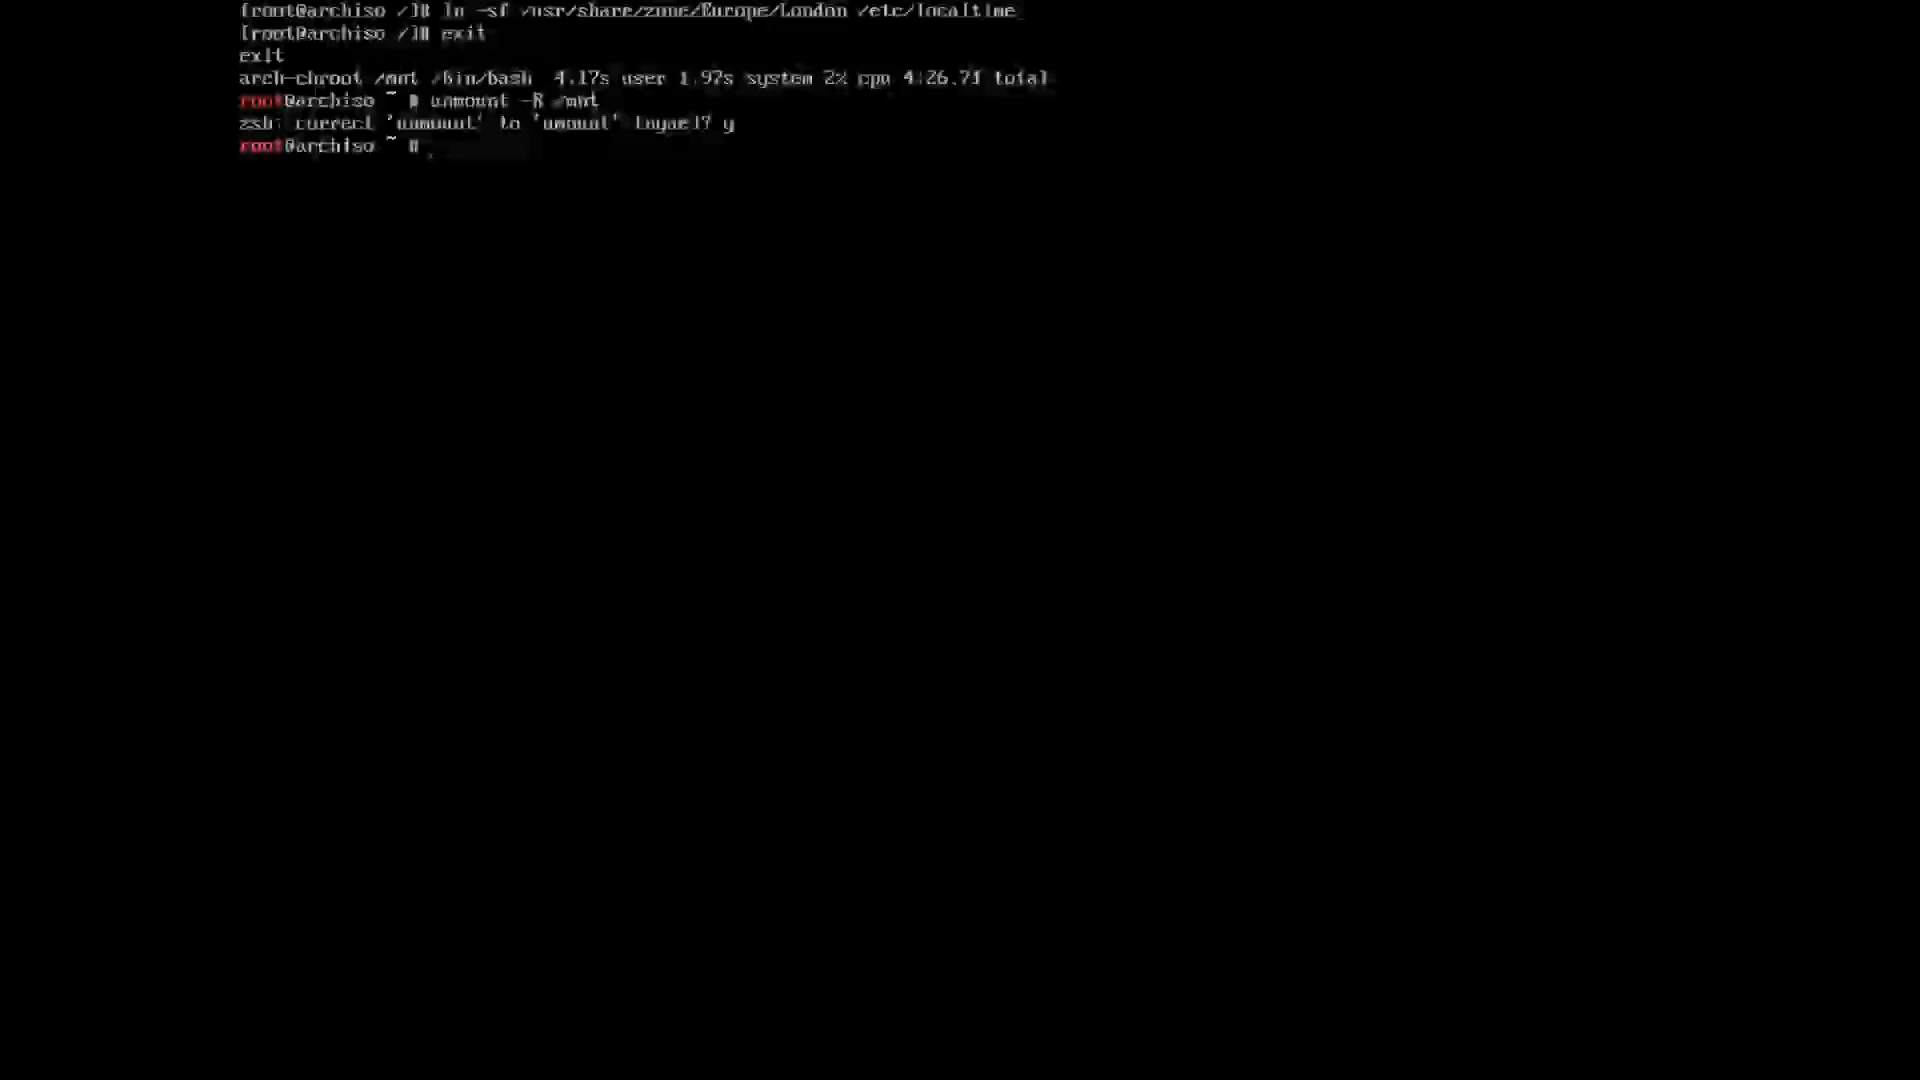 [root@archiso /]# ln -sf /usr/share/zone/Europe/London /etc/localtime
[root@archiso /]# exit
exit
arch-chroot /mnt /bin/bash  4.17s user 1.97s system 2% cpu 4:26.71 total
root@archiso ~ # unmount -R /mnt
zsh: correct 'unmount' to 'umount' [nyae]? y
root@archiso ~ #